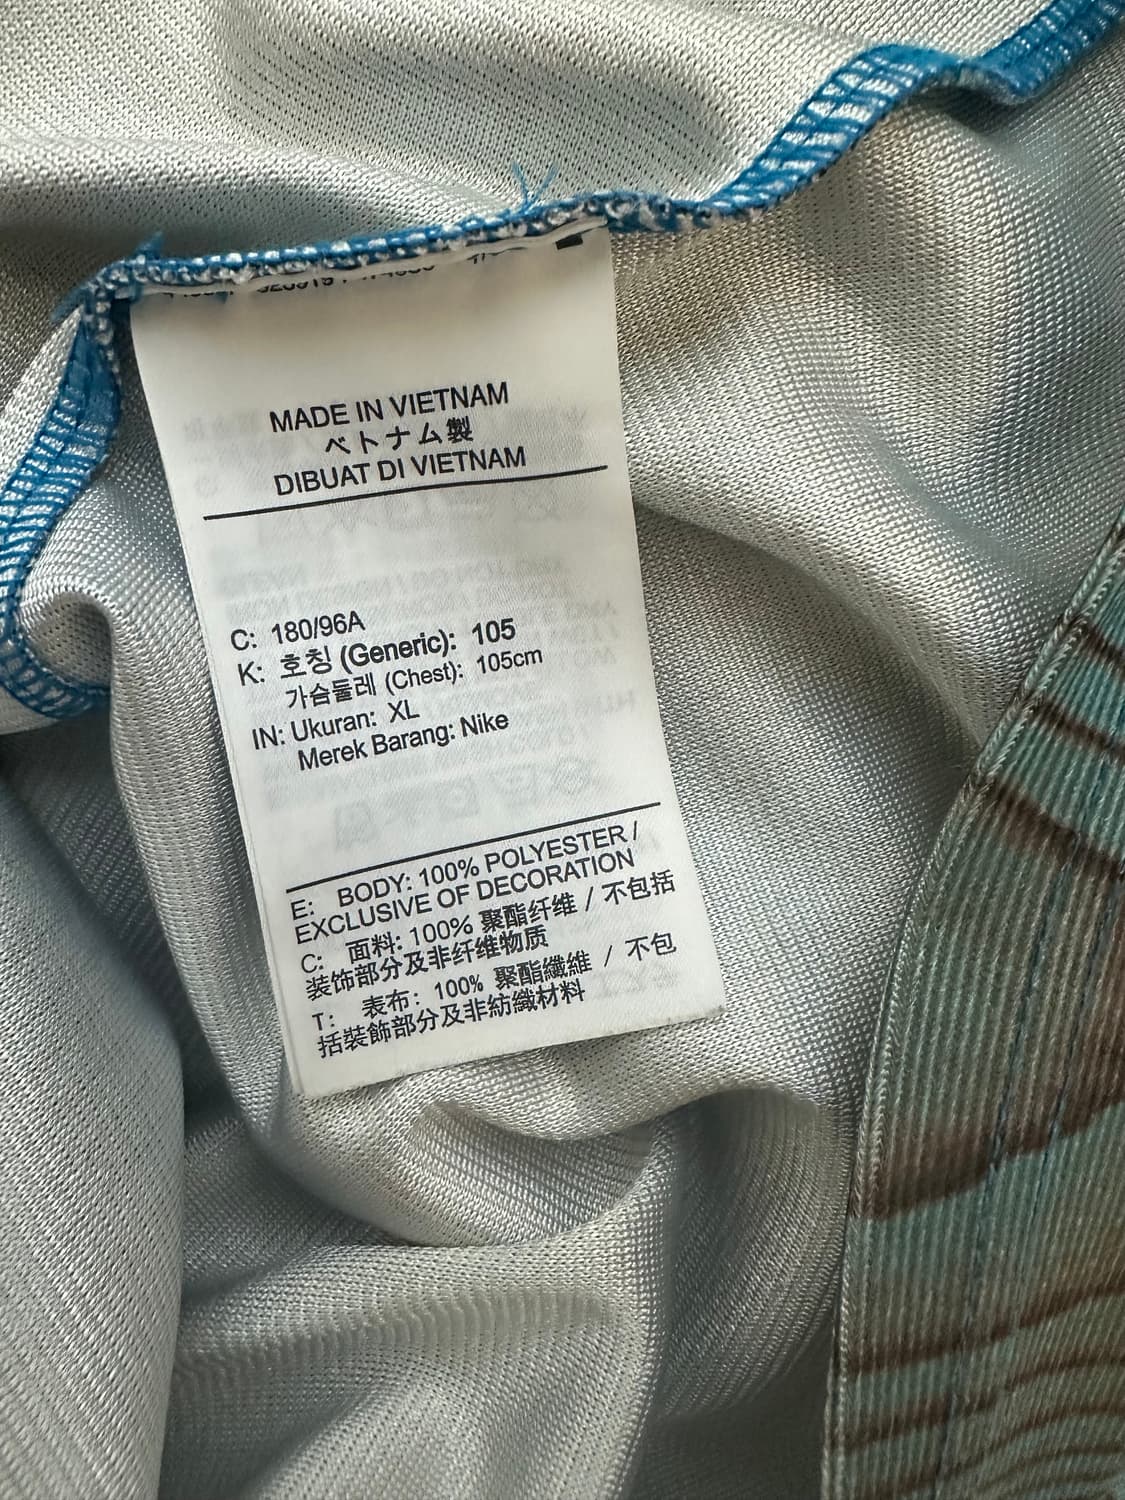 MADE IN VIETNAM
ベトナム製
DIBUAT DI VIETNAM
C: 180/96A
K: 호칭 (Generic): 105
가슴둘레 (Chest): 105cm
IN: Ukuran: XL
Merek Barang: Nike
E: BODY: 100% POLYESTER /
EXCLUSIVE OF DECORATION
C: 面料: 100% 聚酯纤维 / 不包括
装饰部分及非纤维物质
T: 表布: 100% 聚酯纖維 / 不包
括裝飾部分及非紡織材料